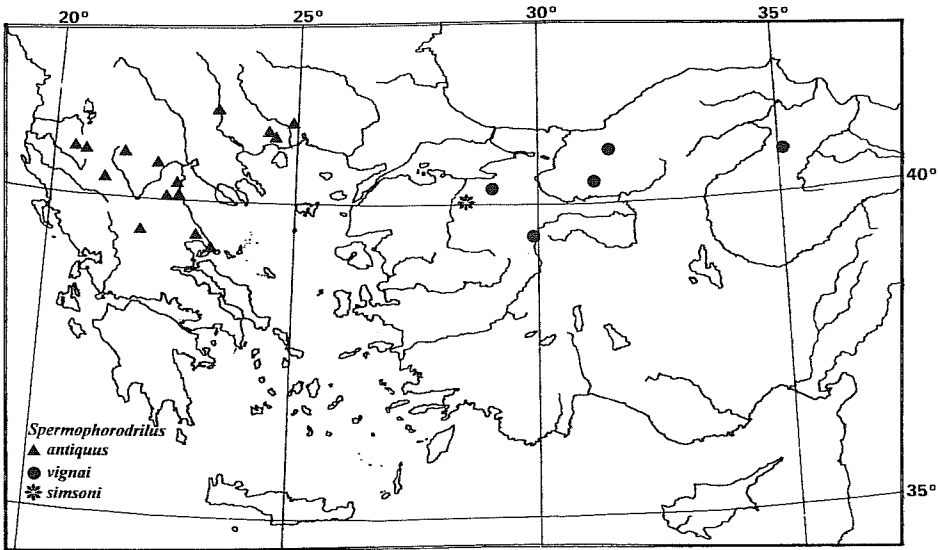 20° 25° 30° 35°
40°
35°
Spermophorodrilus
antiquus
vignai
simsoni